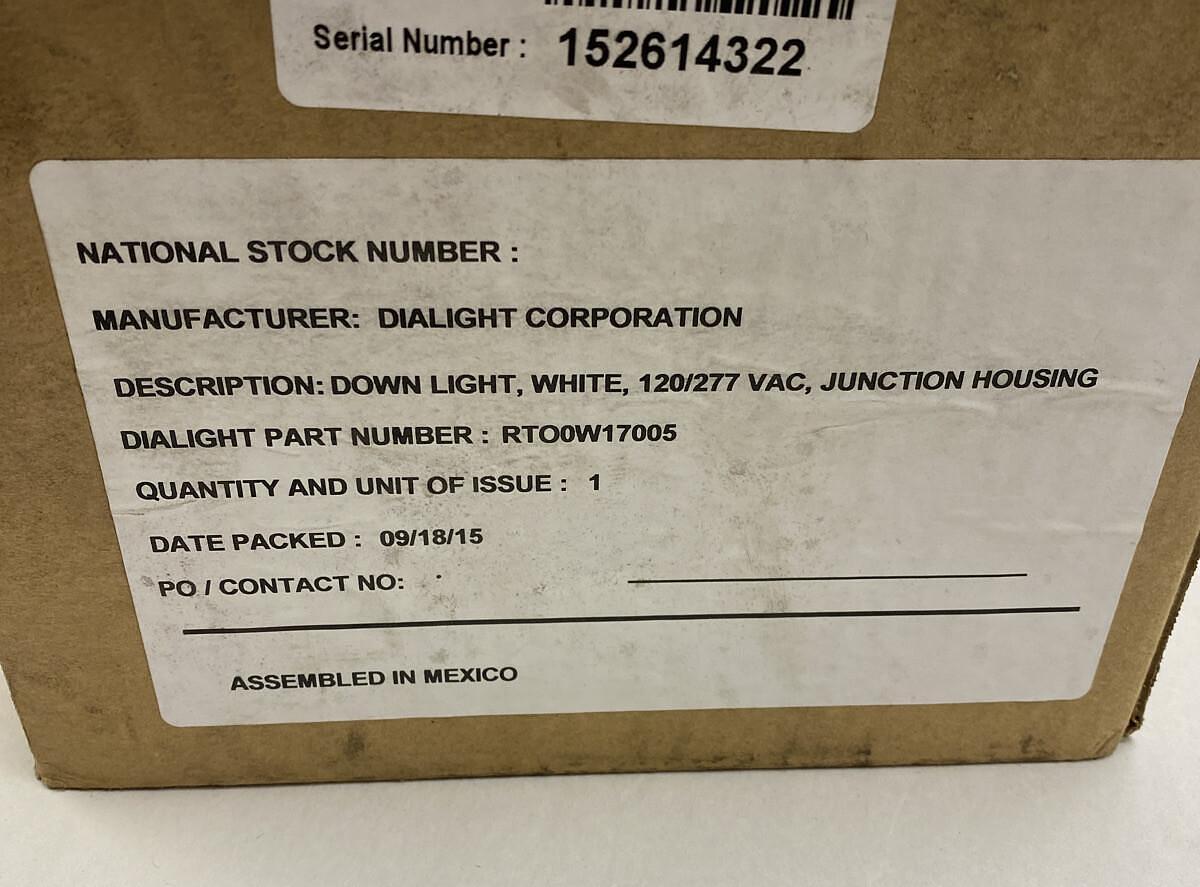 Serial Number : 152614322
NATIONAL STOCK NUMBER :
MANUFACTURER: DIALIGHT CORPORATION
DESCRIPTION: DOWN LIGHT, WHITE, 120/277 VAC, JUNCTION HOUSING
DIALIGHT PART NUMBER : RTO0W17005
QUANTITY AND UNIT OF ISSUE : 1
DATE PACKED : 09/18/15
PO / CONTACT NO:
ASSEMBLED IN MEXICO